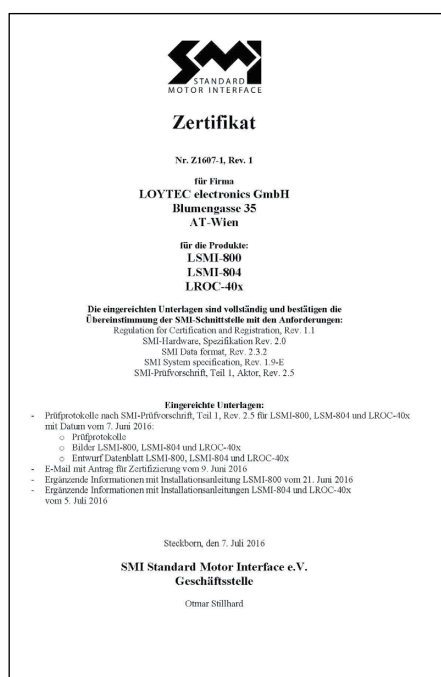 SMI
STANDARD
MOTOR INTERFACE
Zertifikat
Nr. Z1607-1, Rev. 1
für Firma
LOYTEC electronics GmbH
Blumengasse 35
AT-Wien
für die Produkte:
LSMI-800
LSMI-804
LROC-40x
Die eingereichten Unterlagen sind vollständig und bestätigen die
Übereinstimmung der SMI-Schnittstelle mit den Anforderungen:
Regulation for Certification and Registration, Rev. 1.1
SMI-Hardware, Spezifikation Rev. 2.0
SMI Data format, Rev. 2.3.2
SMI System specification, Rev. 1.9-E
SMI-Prüfvorschrift, Teil 1, Aktor, Rev. 2.5
Eingereichte Unterlagen:
- Prüfprotokolle nach SMI-Prüfvorschrift, Teil 1, Rev. 2.5 für LSMI-800, LSM-804 und LROC-40x
mit Datum vom 7. Juni 2016:
o Prüfprotokolle
o Bilder LSMI-800, LSMI-804 und LROC-40x
o Entwurf Datenblatt LSMI-800, LSMI-804 und LROC-40x
- E-Mail mit Antrag für Zertifizierung vom 9. Juni 2016
- Ergänzende Informationen mit Installationsanleitung LSMI-800 vom 21. Juni 2016
- Ergänzende Informationen mit Installationsanleitungen LSMI-804 und LROC-40x
vom 5. Juli 2016
Steckborn, den 7. Juli 2016
SMI Standard Motor Interface e.V.
Geschäftsstelle
Otmar Stillhard